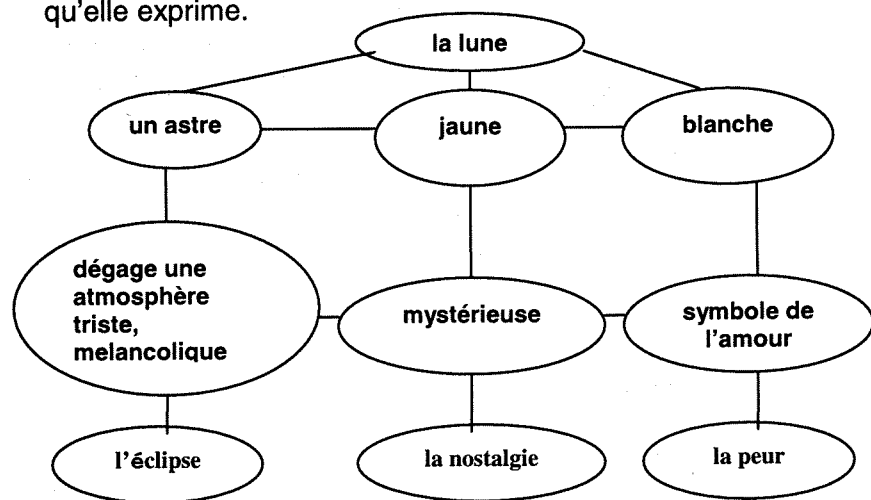 qu'elle exprime.
la lune
un astre
jaune
blanche
dégage une
atmosphère
triste,
melancolique
mystérieuse
symbole de
l'amour
l'éclipse
la nostalgie
la peur